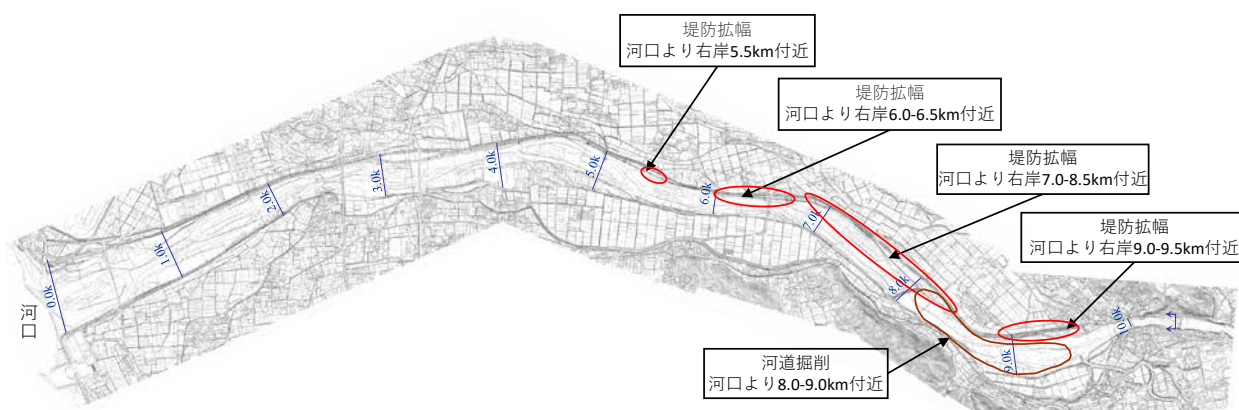 堤防拡幅
河口より右岸5.5km付近
堤防拡幅
河口より右岸6.0-6.5km付近
堤防拡幅
河口より右岸7.0-8.5km付近
堤防拡幅
河口より右岸9.0-9.5km付近
河道掘削
河口より8.0-9.0km付近
河口
0.0k
1.0k
2.0k
3.0k
4.0k
5.0k
6.0k
7.0k
8.0k
9.0k
10.0k